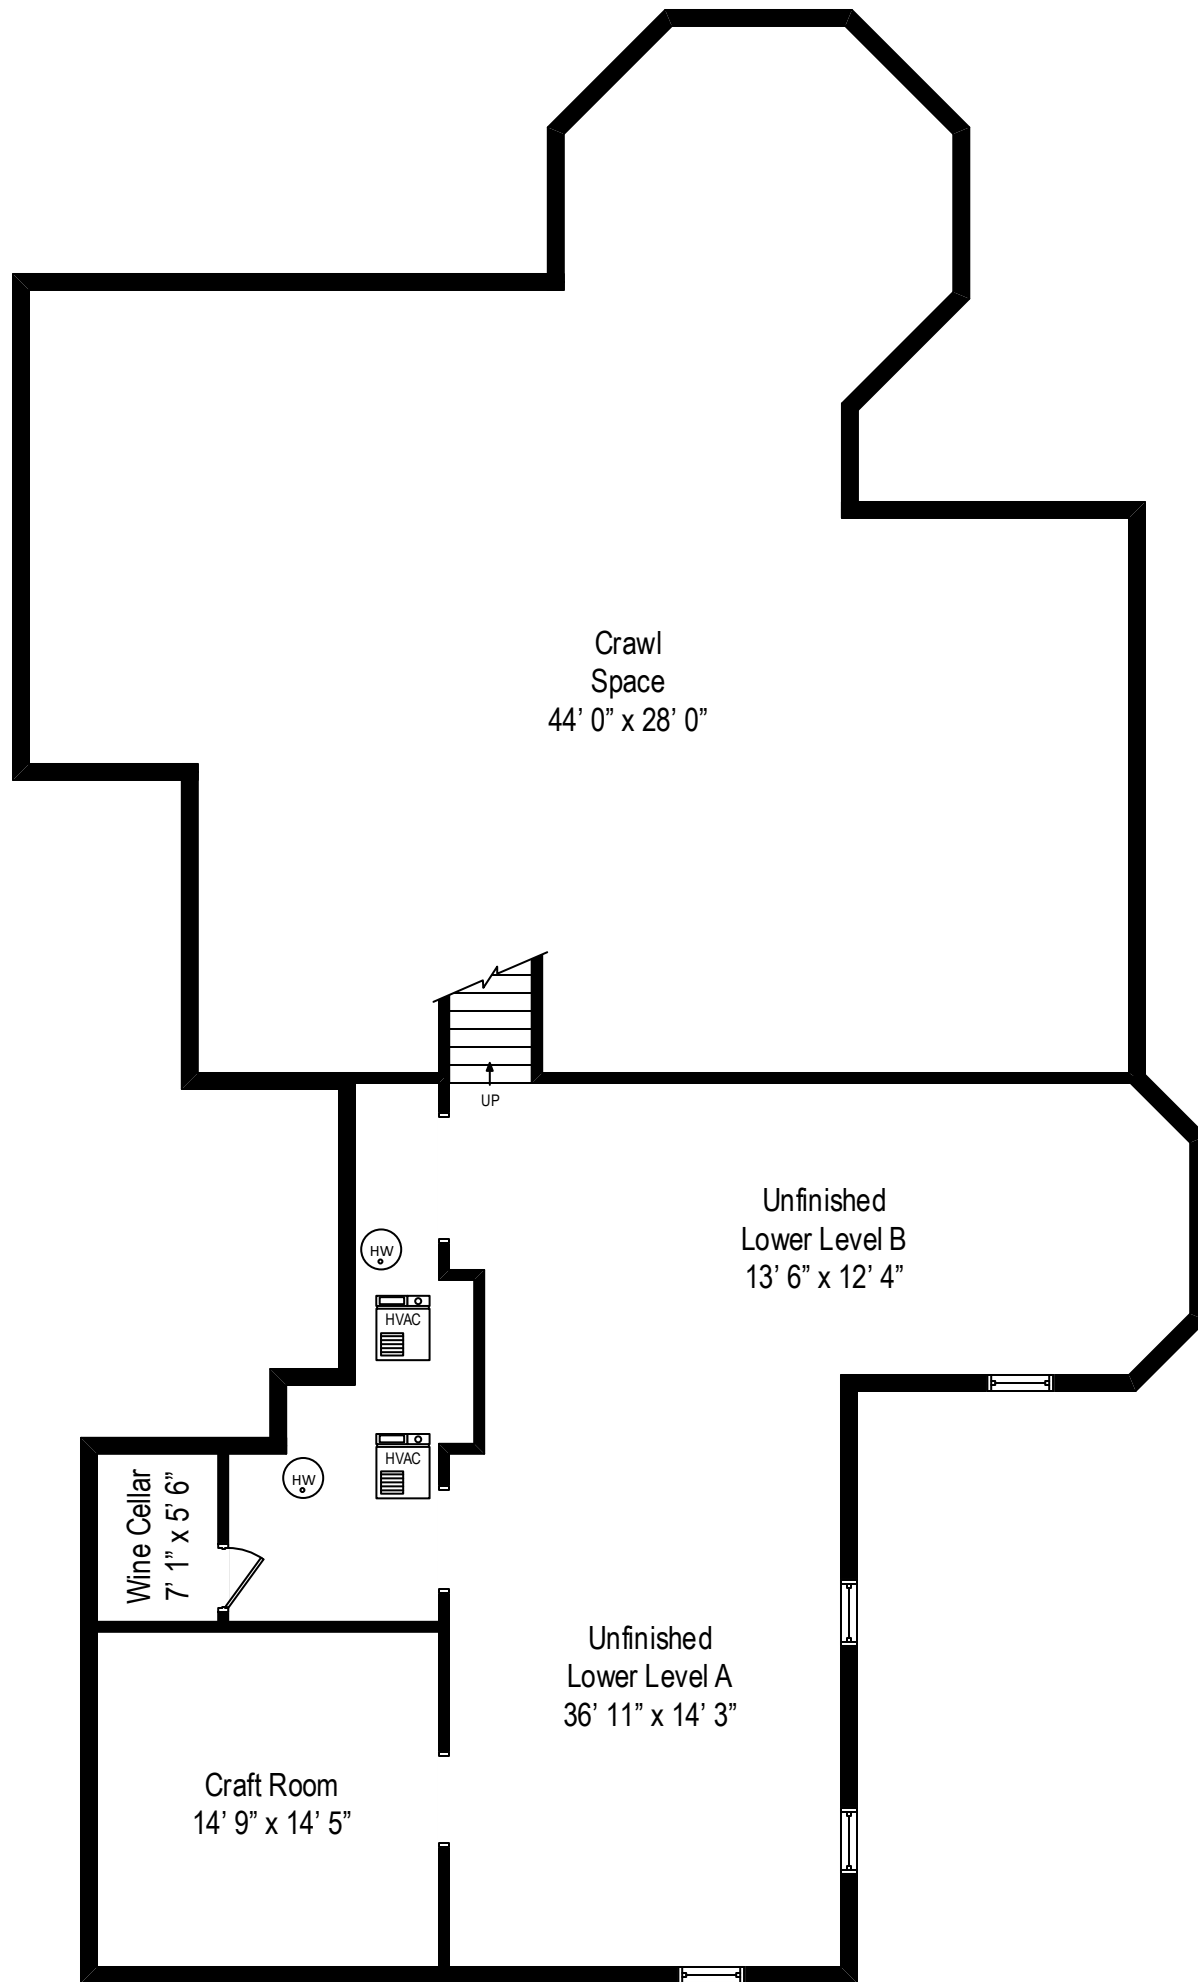 Crawl
Space
44’ 0” x 28’ 0”
UP
Unfinished
Lower Level B
13’ 6” x 12’ 4”
HW
HVAC
HVAC
HW
Wine Cellar
7’ 1” x 5’ 6”
Unfinished
Lower Level A
36’ 11” x 14’ 3”
Craft Room
14’ 9” x 14’ 5”